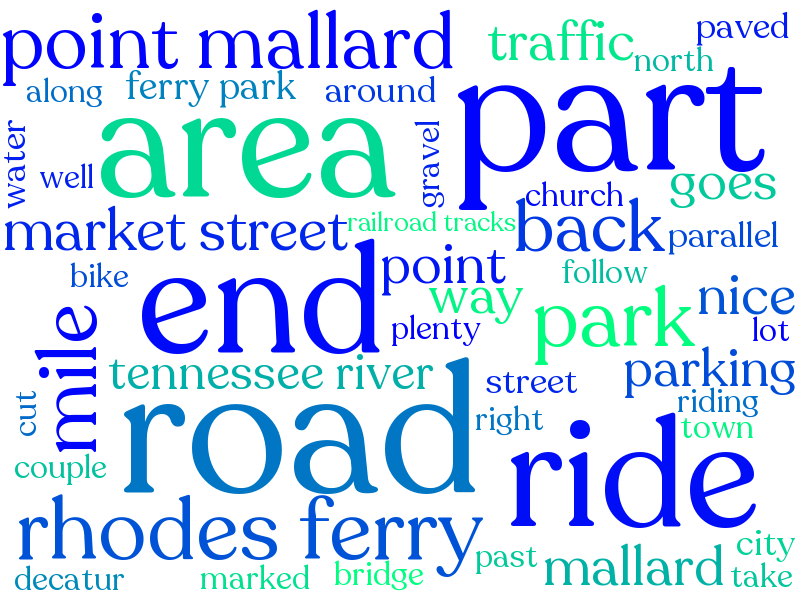 point mallard
traffic
paved
north
along
ferry park
around
part
water
well
area
gravel
church
goes
market street
railroad tracks
back
parallel
bike
end
point
follow
way
nice
plenty
park
lot
mile
tennessee river
street
parking
cut
road
right
riding
town
couple
ride
rhodes ferry
past
mallard
city
take
decatur
marked
bridge